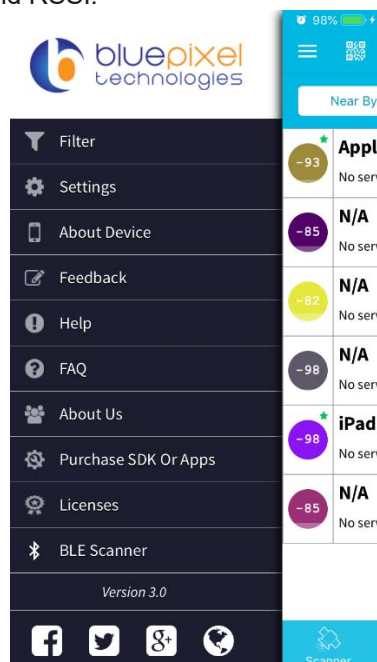 nd RSSI.
bluepixel
technologies
Filter
Settings
About Device
Feedback
Help
FAQ
About Us
Purchase SDK Or Apps
Licenses
BLE Scanner
Version 3.0
98%
Near By
-93
Appl
No serv
-85
N/A
No serv
-82
N/A
No serv
-98
N/A
No serv
-98
iPad
No serv
-85
N/A
No serv
Scanner